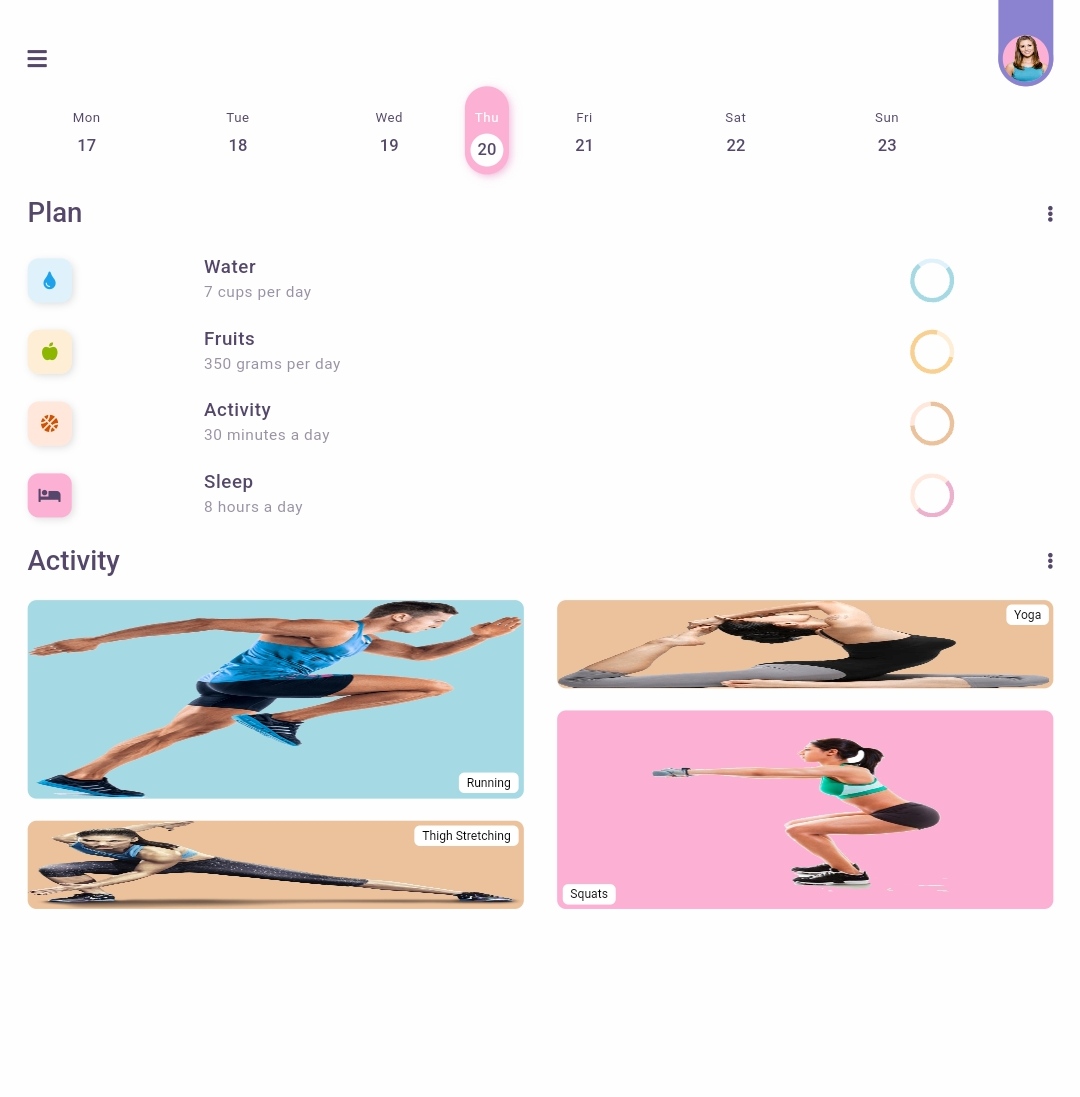 Mon Tue Wed Thu Fri Sat Sun
17 18 19 20 21 22 23
Plan
Water
7 cups per day
Fruits
350 grams per day
Activity
30 minutes a day
Sleep
8 hours a day
Activity
Running
Yoga
Thigh Stretching
Squats